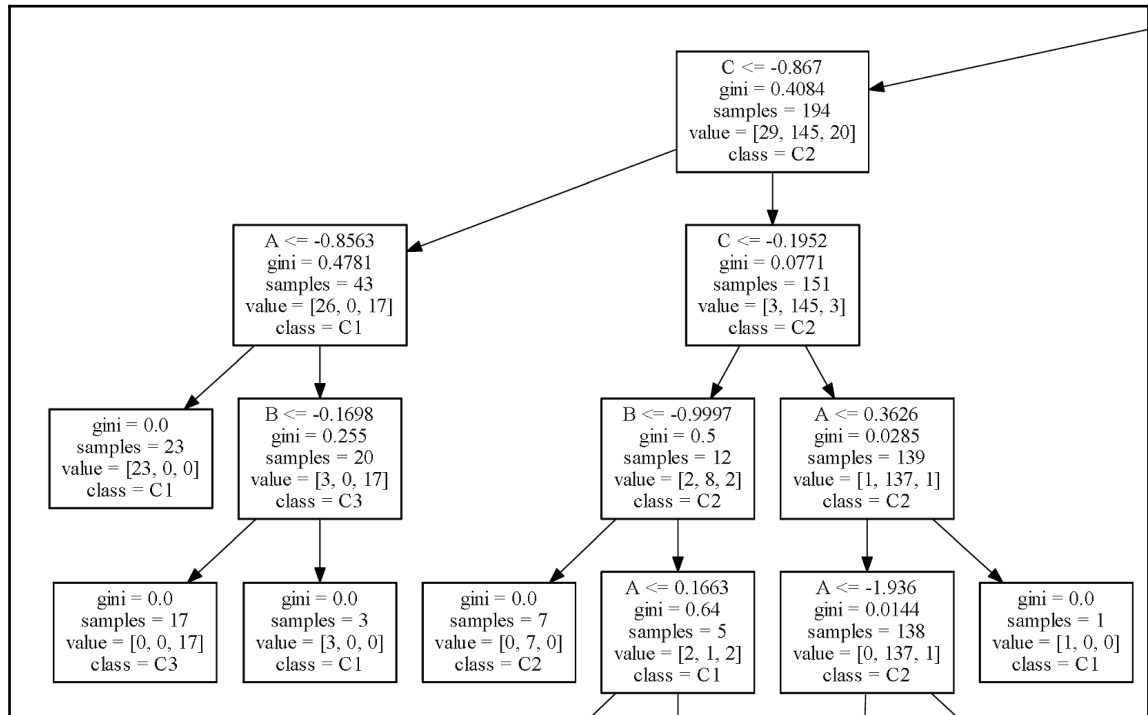 C <= -0.867
gini = 0.4084
samples = 194
value = [29, 145, 20]
class = C2
A <= -0.8563
gini = 0.4781
samples = 43
value = [26, 0, 17]
class = C1
C <= -0.1952
gini = 0.0771
samples = 151
value = [3, 145, 3]
class = C2
gini = 0.0
samples = 23
value = [23, 0, 0]
class = C1
B <= -0.1698
gini = 0.255
samples = 20
value = [3, 0, 17]
class = C3
B <= -0.9997
gini = 0.5
samples = 12
value = [2, 8, 2]
class = C2
A <= 0.3626
gini = 0.0285
samples = 139
value = [1, 137, 1]
class = C2
gini = 0.0
samples = 17
value = [0, 0, 17]
class = C3
gini = 0.0
samples = 3
value = [3, 0, 0]
class = C1
gini = 0.0
samples = 7
value = [0, 7, 0]
class = C2
A <= 0.1663
gini = 0.64
samples = 5
value = [2, 1, 2]
class = C1
A <= -1.936
gini = 0.0144
samples = 138
value = [0, 137, 1]
class = C2
gini = 0.0
samples = 1
value = [1, 0, 0]
class = C1